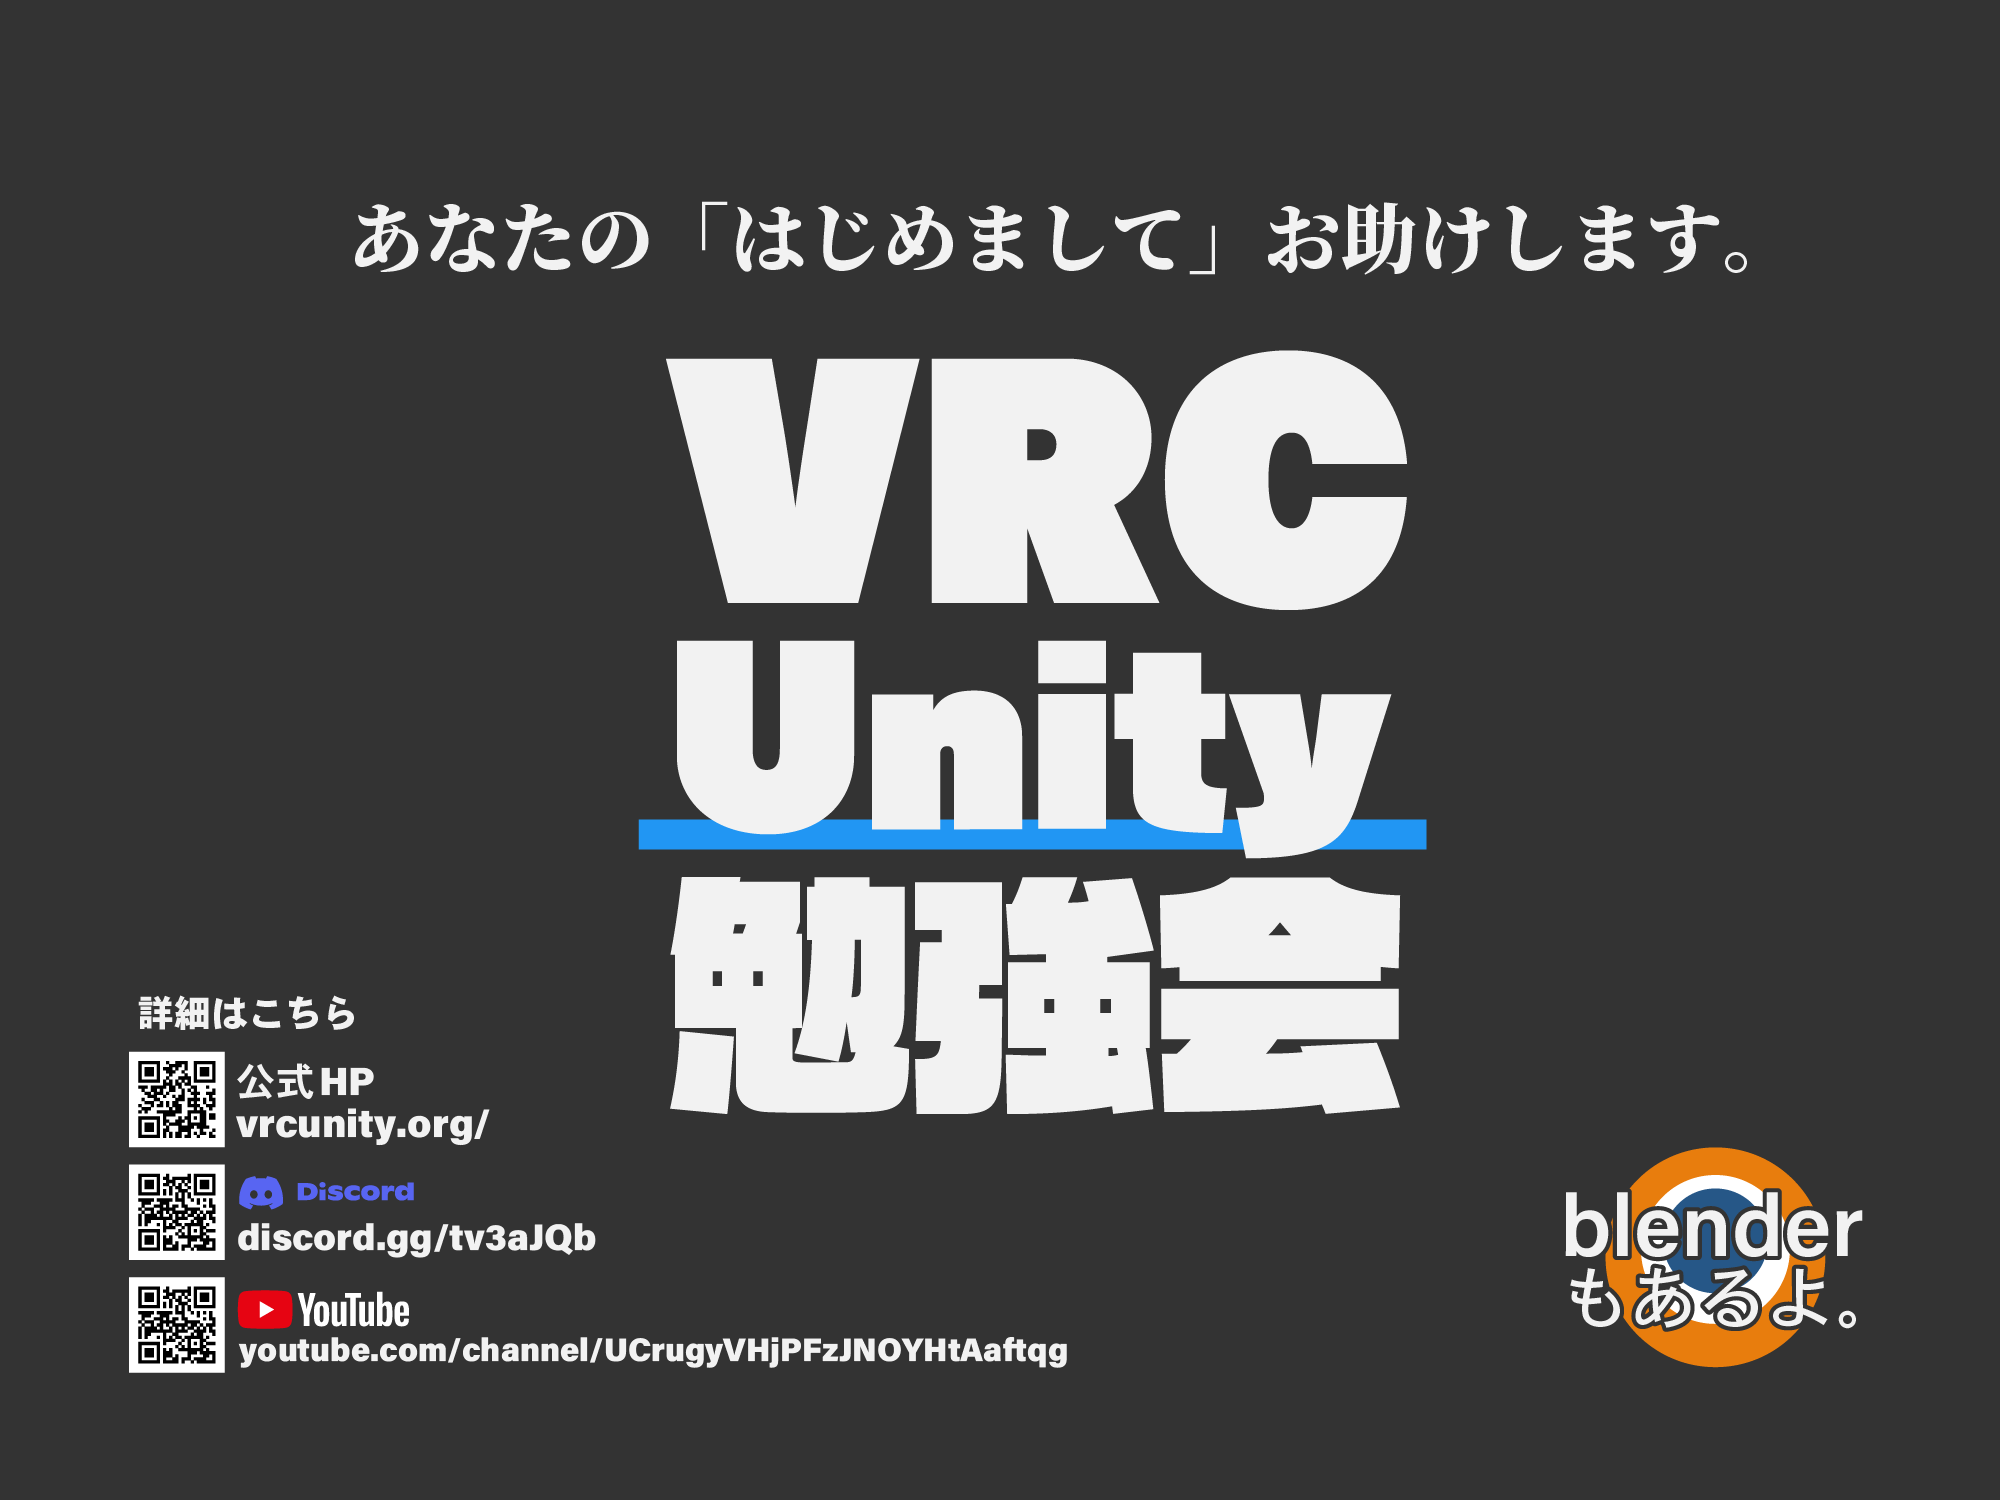 あなたの「はじめまして」お助けします。
VRC
Unity
勉強会
詳細はこちら
公式HP
vrcunity.org/
Discord
discord.gg/tv3aJQb
YouTube
youtube.com/channel/UCrugyVHjPFzJNOYHtAaftqg
blender
もあるよ。